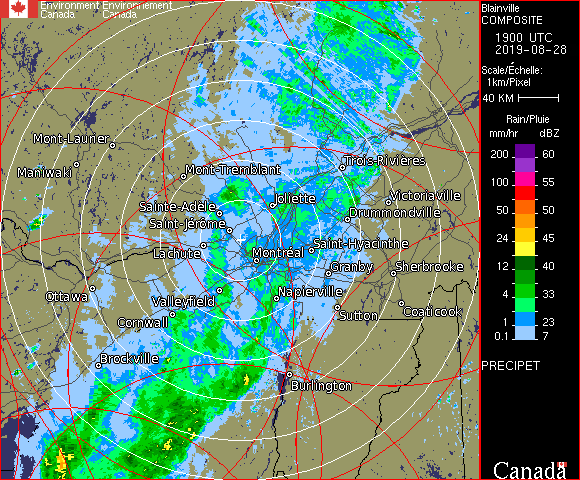 Environment Environnement
Canada Canada
Blainville
COMPOSITE
1900 UTC
2019-08-28
Scale/Échelle:
1km/Pixel
40 KM
Rain/Pluie
mm/hr dBZ
200 60
100 55
50 50
24 45
12 40
4 33
1 23
0.1 7
PRECIPET
Canada
Mont-Laurier
Maniwaki
Mont-Tremblant
Trois-Rivières
Joliette
Victoriaville
Sainte-Adèle
Drummondville
Saint-Jérôme
Saint-Hyacinthe
Lachute
Montréal
Granby
Sherbrooke
Ottawa
Valleyfield
Napierville
Coaticook
Cornwall
Sutton
Brockville
Burlington